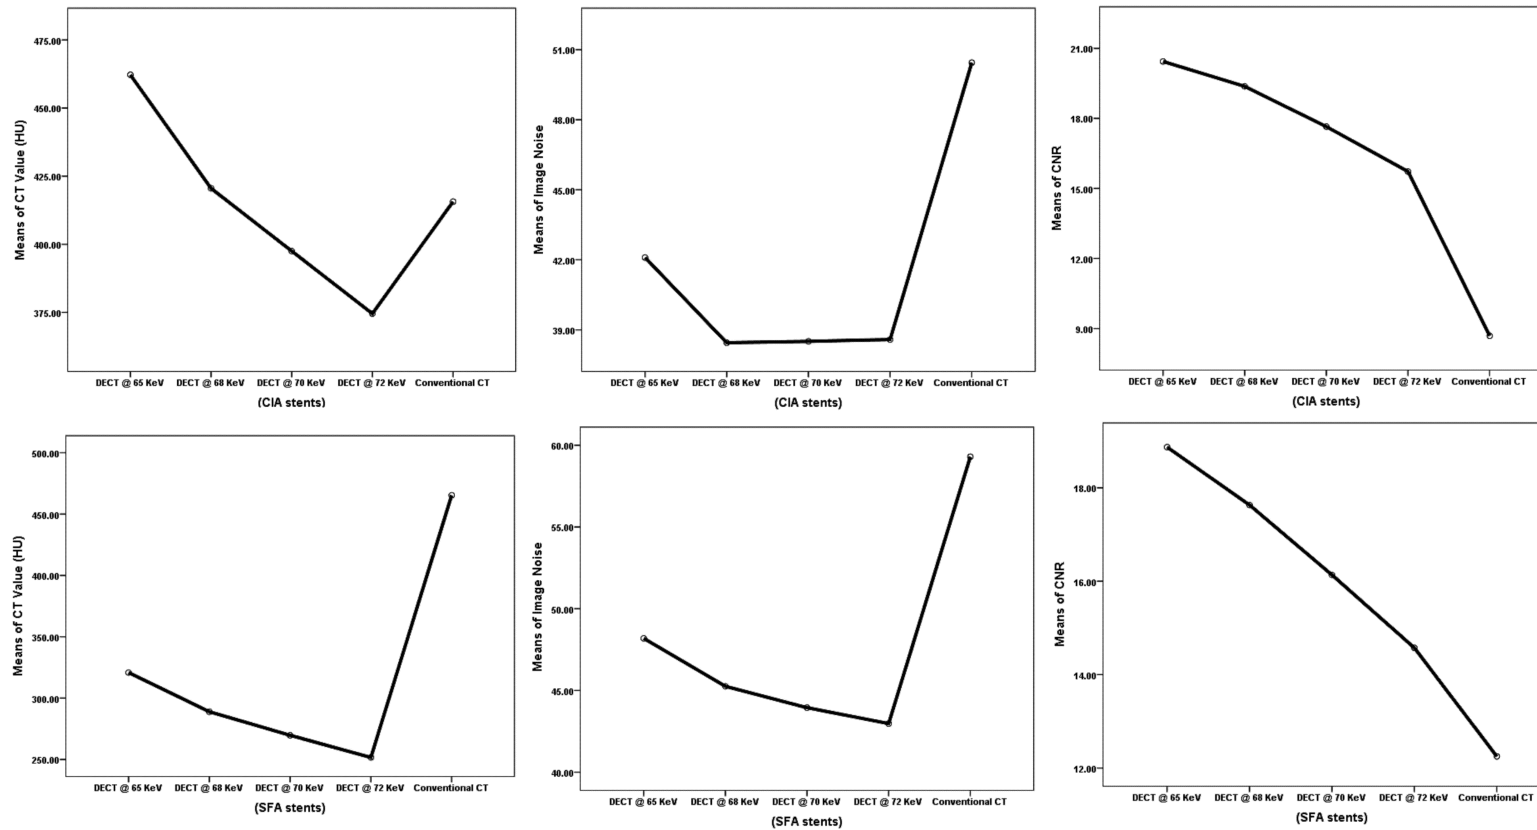 Means of CT Value (HU)
475.00
450.00
425.00
400.00
375.00
DECT @ 65 KeV DECT @ 68 KeV DECT @ 70 KeV DECT @ 72 KeV Conventional CT
(CIA stents)
Means of Image Noise
51.00
48.00
45.00
42.00
39.00
DECT @ 65 KeV DECT @ 68 KeV DECT @ 70 KeV DECT @ 72 KeV Conventional CT
(CIA stents)
Means of CNR
21.00
18.00
15.00
12.00
9.00
DECT @ 65 KeV DECT @ 68 KeV DECT @ 70 KeV DECT @ 72 KeV Conventional CT
(CIA stents)
Means of CT Value (HU)
500.00
450.00
400.00
350.00
300.00
250.00
DECT @ 65 KeV DECT @ 68 KeV DECT @ 70 KeV DECT @ 72 KeV Conventional CT
(SFA stents)
Means of Image Noise
60.00
55.00
50.00
45.00
40.00
DECT @ 65 KeV DECT @ 68 KeV DECT @ 70 KeV DECT @ 72 KeV Conventional CT
(SFA stents)
Means of CNR
18.00
16.00
14.00
12.00
DECT @ 65 KeV DECT @ 68 KeV DECT @ 70 KeV DECT @ 72 KeV Conventional CT
(SFA stents)